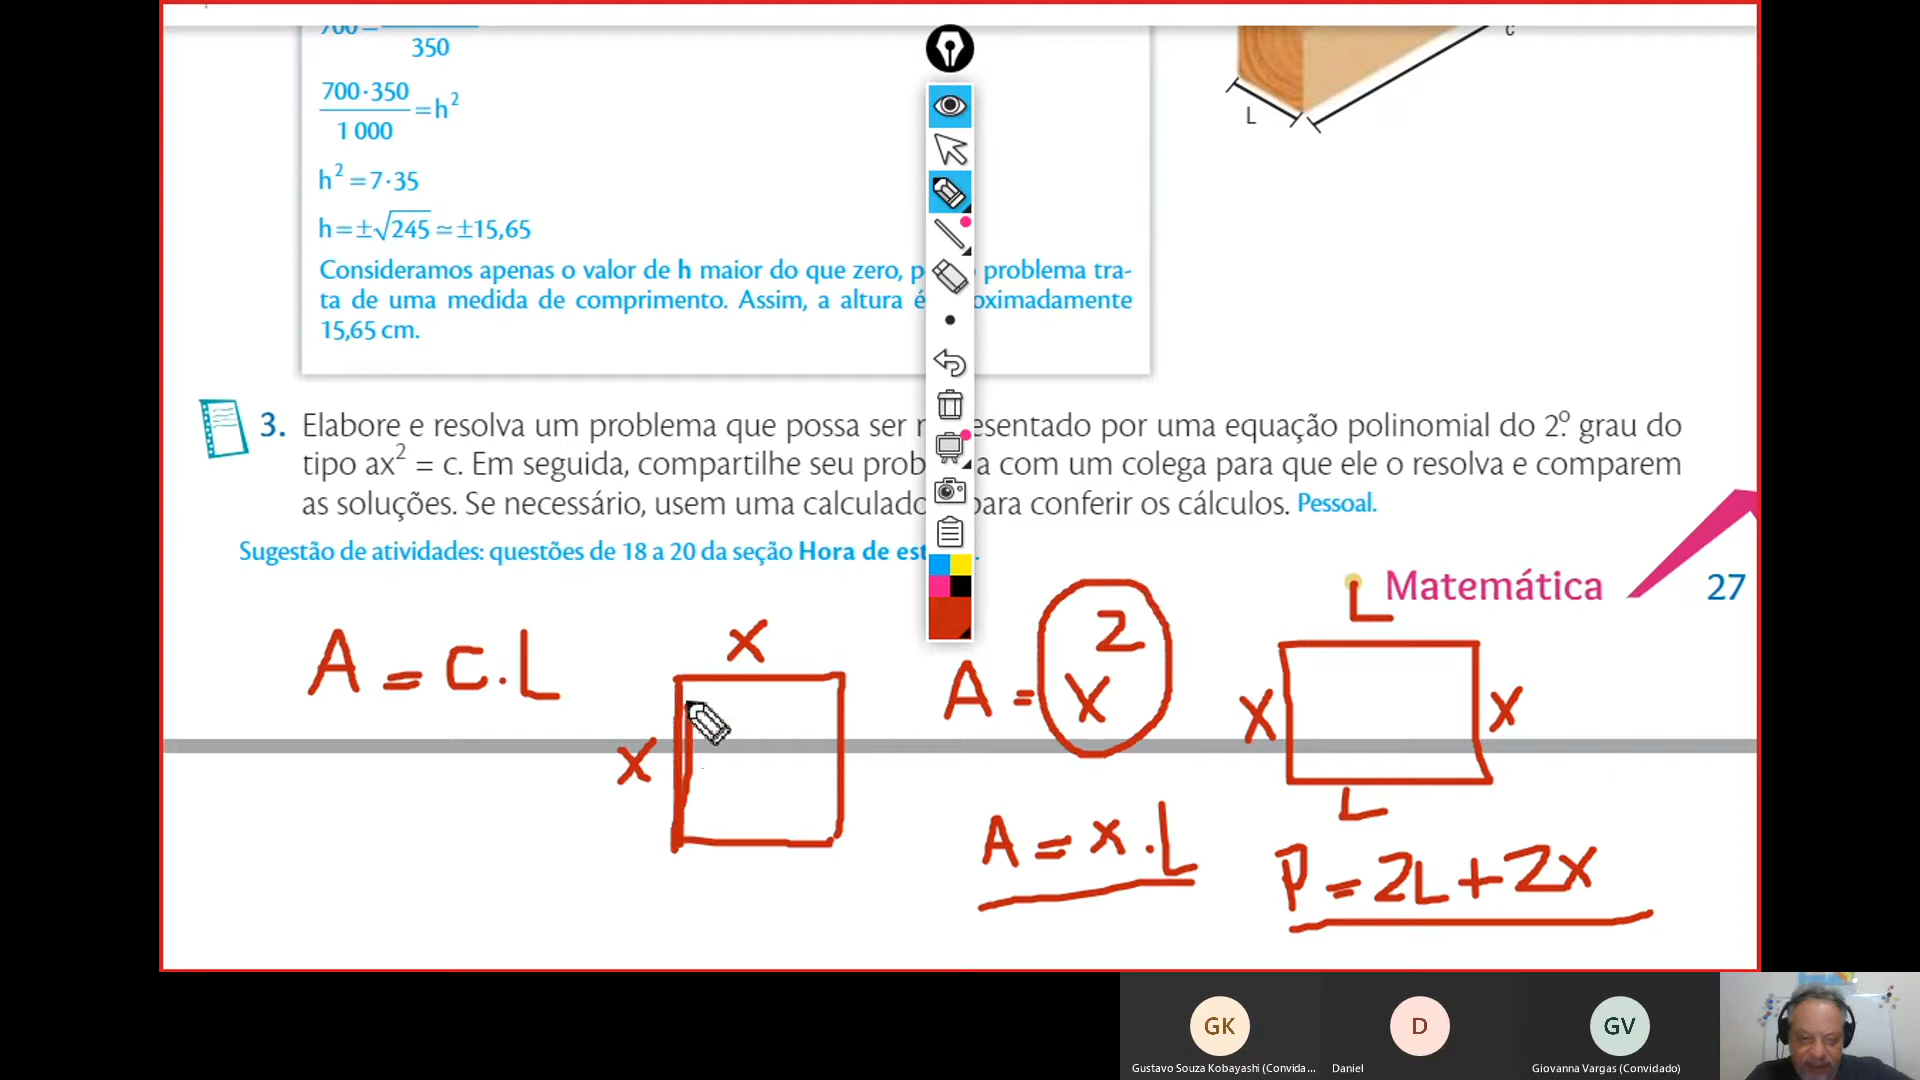 350
700·350
1 000
=h²
h² =7·35
h=±√245 ≃ ±15,65
Consideramos apenas o valor de h maior do que zero, p problema tra-
ta de uma medida de comprimento. Assim, a altura é oximadamente
15,65 cm.
c
L
3. Elabore e resolva um problema que possa ser r esentado por uma equação polinomial do 2º. grau do
tipo ax² = c. Em seguida, compartilhe seu prob a com um colega para que ele o resolva e comparem
as soluções. Se necessário, usem uma calculado para conferir os cálculos. Pessoal.
Sugestão de atividades: questões de 18 a 20 da seção Hora de est .
Matemática 27
A = C.L
x
x
A = x²
L
x
x
L
A = x.L
P = 2L+2x
GK
D
GV
Gustavo Souza Kobayashi (Convida...
Daniel
Giovanna Vargas (Convidado)